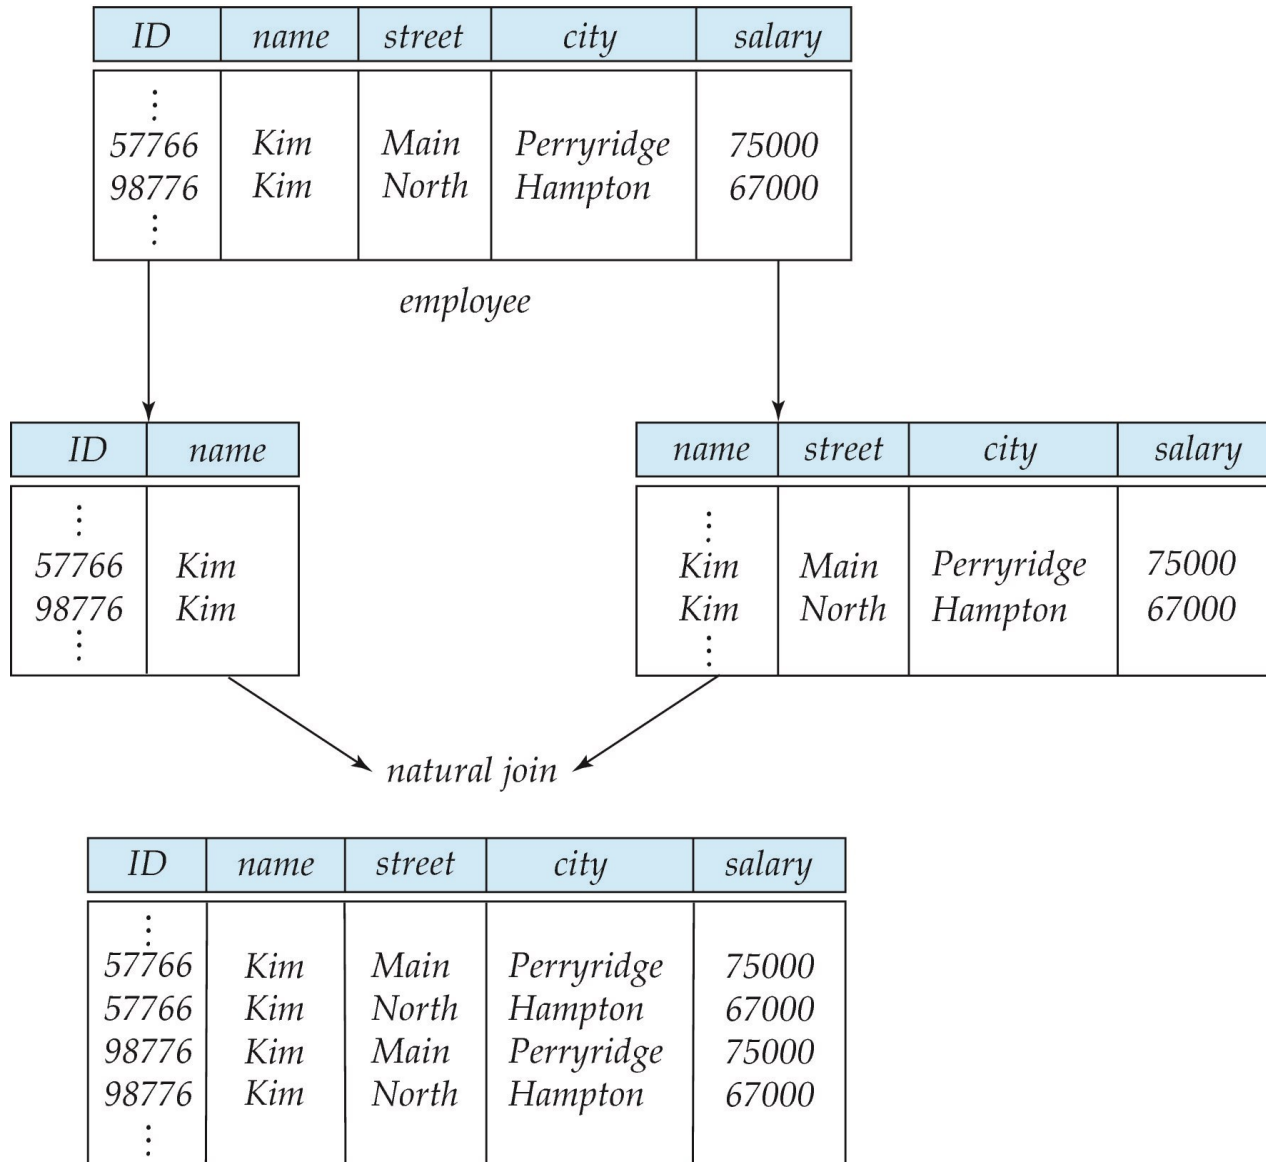 ID name street city salary
⋮
57766 Kim Main Perryridge 75000
98776 Kim North Hampton 67000
⋮
employee
ID name
⋮
57766 Kim
98776 Kim
⋮
name street city salary
⋮
Kim Main Perryridge 75000
Kim North Hampton 67000
⋮
natural join
ID name street city salary
⋮
57766 Kim Main Perryridge 75000
57766 Kim North Hampton 67000
98776 Kim Main Perryridge 75000
98776 Kim North Hampton 67000
⋮